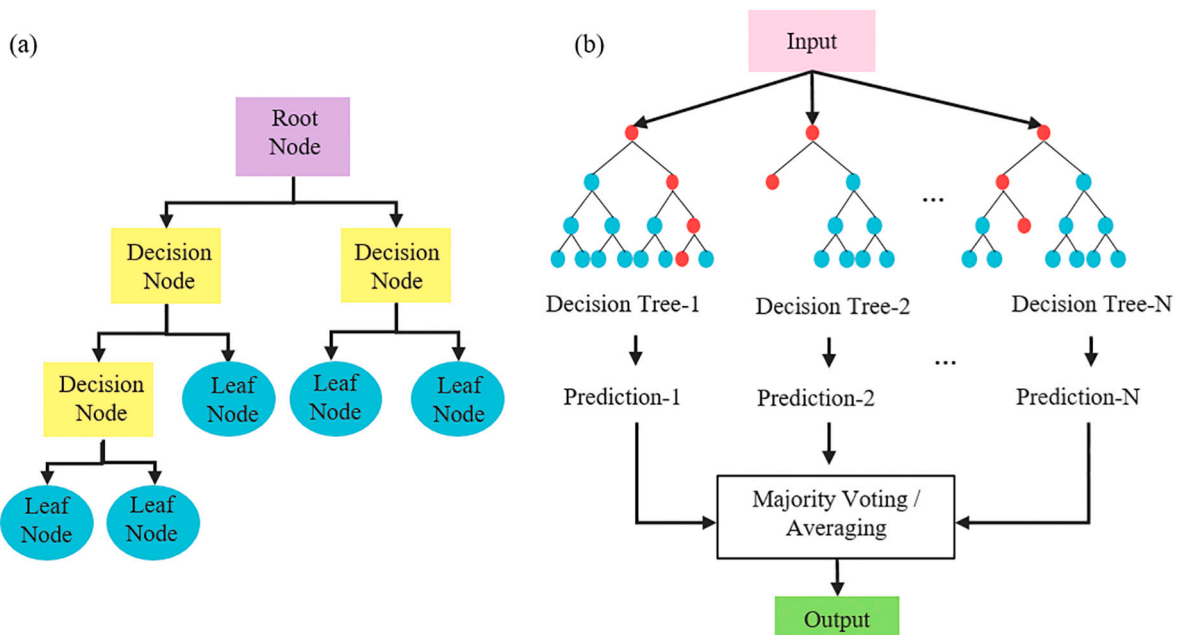 (a)
Root
Node
Decision
Node
Decision
Node
Decision
Node
Leaf
Node
Leaf
Node
Leaf
Node
Leaf
Node
Leaf
Node
(b)
Input
...
Decision Tree-1
Decision Tree-2
Decision Tree-N
...
Prediction-1
Prediction-2
Prediction-N
Majority Voting /
Averaging
Output